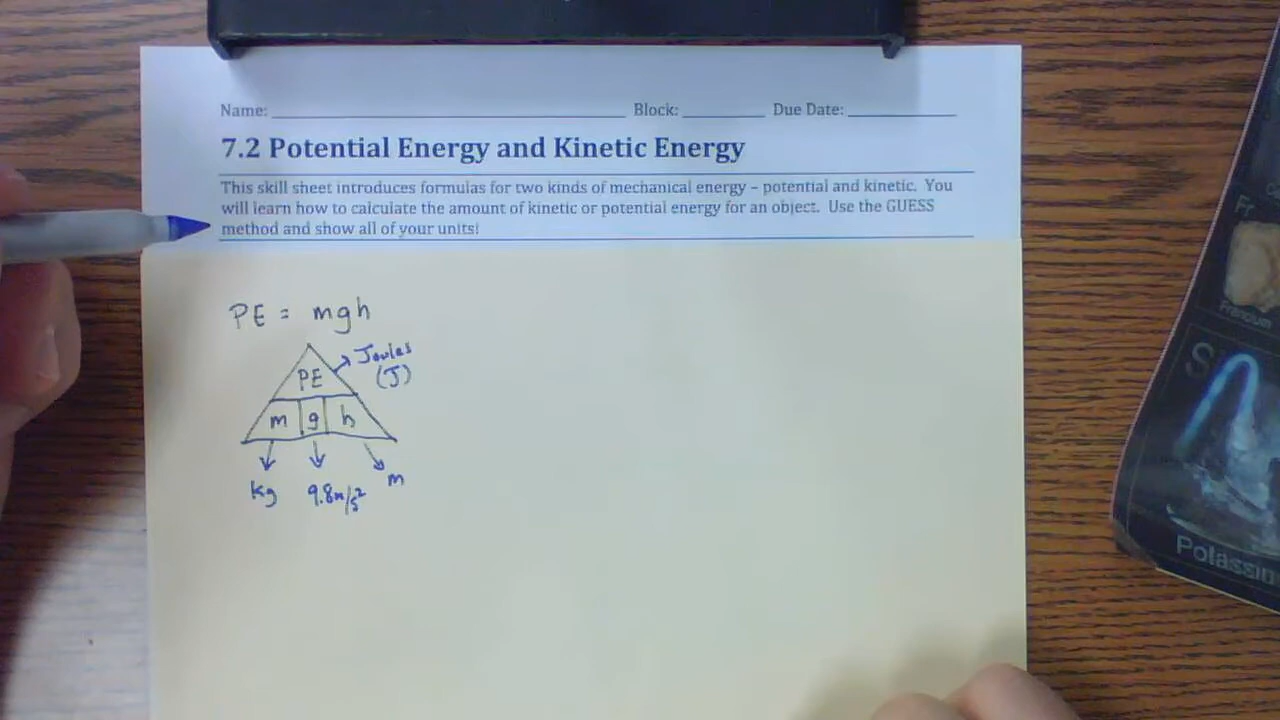 Name: Block: Due Date:
7.2 Potential Energy and Kinetic Energy
This skill sheet introduces formulas for two kinds of mechanical energy – potential and kinetic. You
will learn how to calculate the amount of kinetic or potential energy for an object. Use the GUESS
method and show all of your units!
PE = mgh
Joules
(J)
PE
m g h
kg 9.8m/s² m
Fr
Francium
S
Potassiu